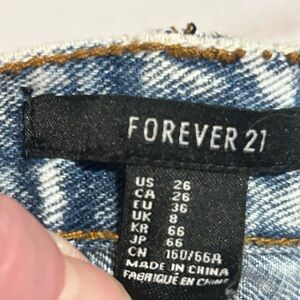 FOREVER 21
US 26
CA 26
EU 36
UK 8
KR 66
JP 66
CN 160/66A
MADE IN CHINA
FABRIQUÉ EN CHINE